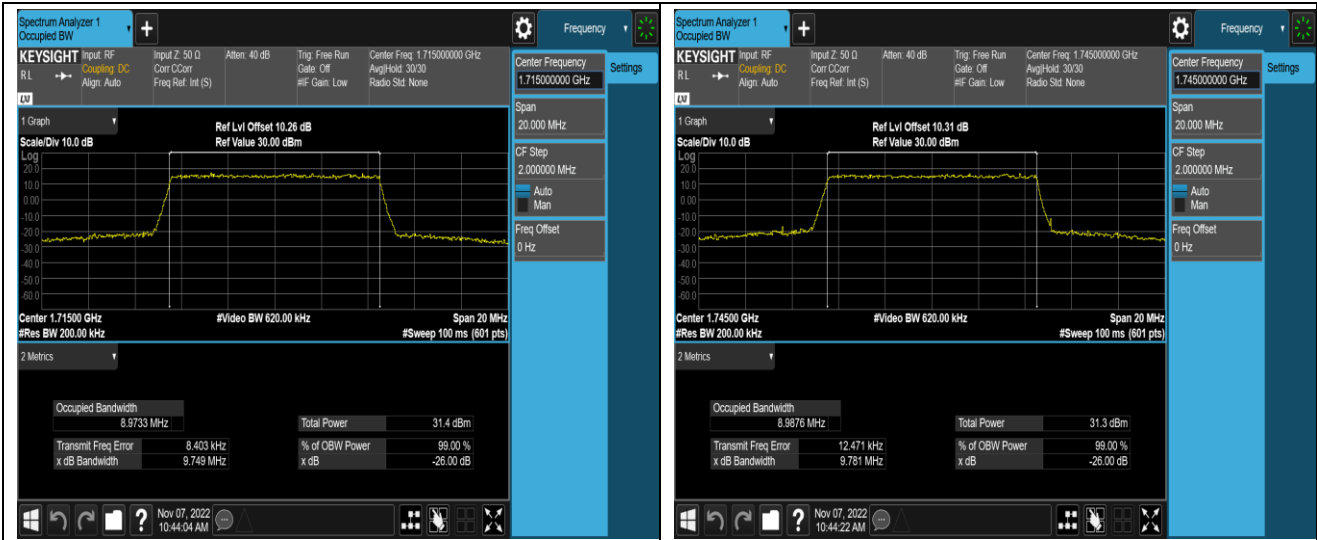 Spectrum Analyzer 1
Occupied BW
+
Frequency
KEYSIGHT Input: RF Input Z: 50 Ω Atten: 40 dB Trig: Free Run Center Freq: 1.715000000 GHz
Coupling: DC Corr CCorr Gate: Off Avg|Hold: 30/30
RL Align: Auto Freq Ref: Int (S) #IF Gain: Low Radio Std: None
LXI
Center Frequency
1.715000000 GHz
Settings
Span
20.000 MHz
CF Step
2.000000 MHz
Auto
Man
Freq Offset
0 Hz
1 Graph
Ref Lvl Offset 10.26 dB
Scale/Div 10.0 dB Ref Value 30.00 dBm
Log
20.0
10.0
0.00
-10.0
-20.0
-30.0
-40.0
-50.0
-60.0
Center 1.71500 GHz #Video BW 620.00 kHz Span 20 MHz
#Res BW 200.00 kHz #Sweep 100 ms (601 pts)
2 Metrics
Occupied Bandwidth
8.9733 MHz Total Power 31.4 dBm
Transmit Freq Error 8.403 kHz % of OBW Power 99.00 %
x dB Bandwidth 9.749 MHz x dB -26.00 dB
? Nov 07, 2022
10:44:04 AM
Spectrum Analyzer 1
Occupied BW
+
Frequency
KEYSIGHT Input: RF Input Z: 50 Ω Atten: 40 dB Trig: Free Run Center Freq: 1.745000000 GHz
Coupling: DC Corr CCorr Gate: Off Avg|Hold: 30/30
RL Align: Auto Freq Ref: Int (S) #IF Gain: Low Radio Std: None
LXI
Center Frequency
1.745000000 GHz
Settings
Span
20.000 MHz
CF Step
2.000000 MHz
Auto
Man
Freq Offset
0 Hz
1 Graph
Ref Lvl Offset 10.31 dB
Scale/Div 10.0 dB Ref Value 30.00 dBm
Log
20.0
10.0
0.00
-10.0
-20.0
-30.0
-40.0
-50.0
-60.0
Center 1.74500 GHz #Video BW 620.00 kHz Span 20 MHz
#Res BW 200.00 kHz #Sweep 100 ms (601 pts)
2 Metrics
Occupied Bandwidth
8.9876 MHz Total Power 31.3 dBm
Transmit Freq Error 12.471 kHz % of OBW Power 99.00 %
x dB Bandwidth 9.781 MHz x dB -26.00 dB
? Nov 07, 2022
10:44:22 AM